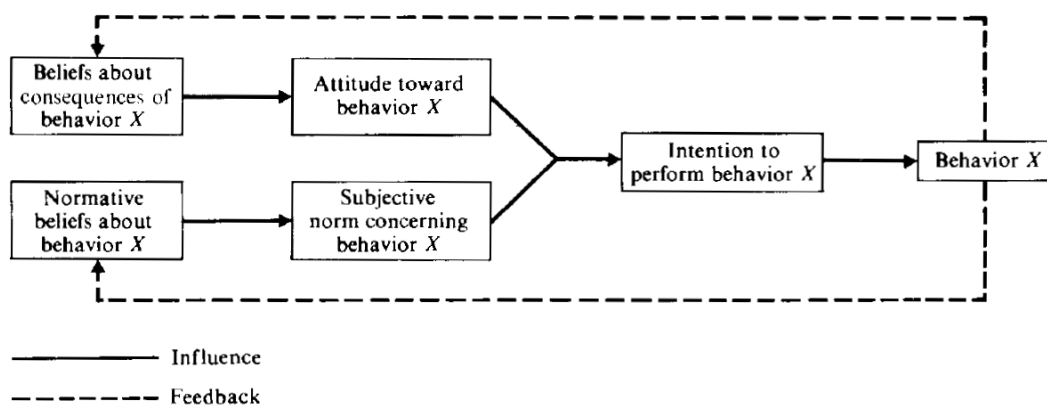 Beliefs about
consequences of
behavior X
Attitude toward
behavior X
Intention to
perform behavior X
Behavior X
Normative
beliefs about
behavior X
Subjective
norm concerning
behavior X
Influence
Feedback